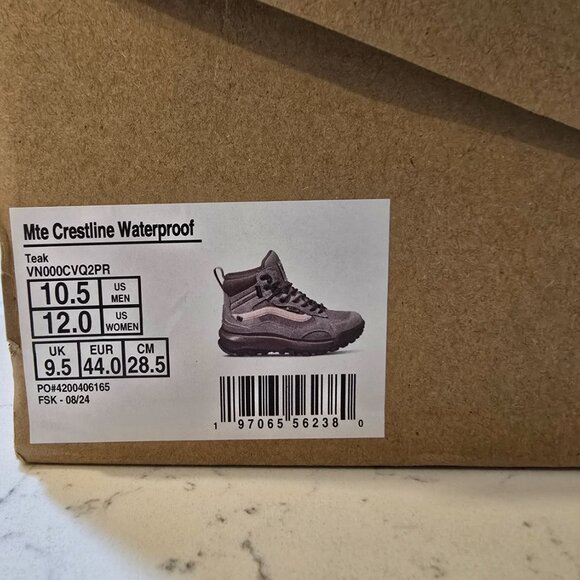 Mte Crestline Waterproof
Teak
VN000CVQ2PR
10.5 US MEN
12.0 US WOMEN
UK EUR CM
9.5 44.0 28.5
PO#4200406165
FSK - 08/24
1 97065 56238 0